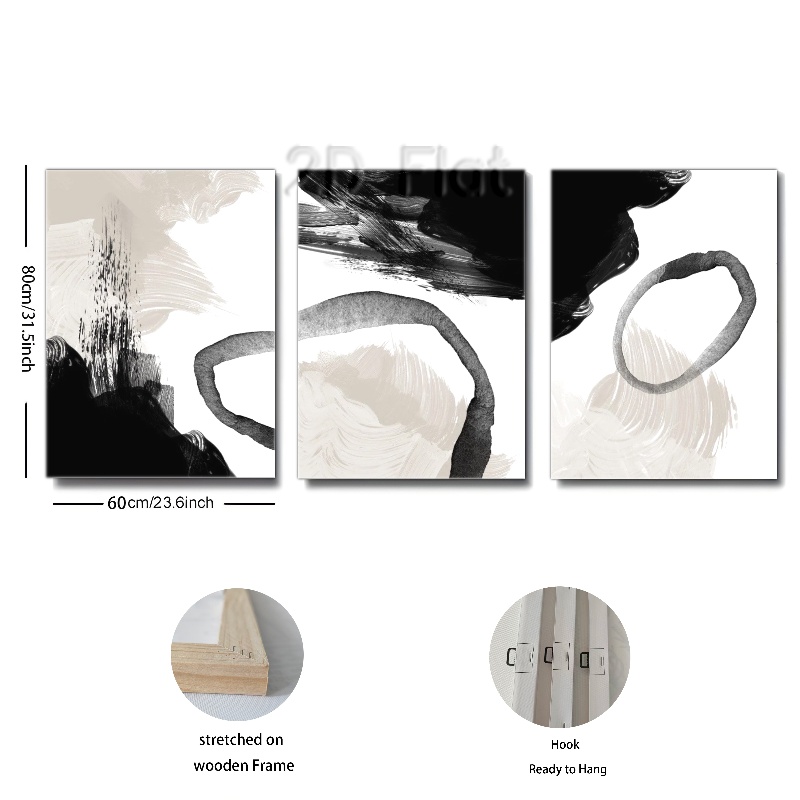 2D Flat
80cm/31.5inch
60cm/23.6inch
stretched on
wooden Frame
Hook
Ready to Hang